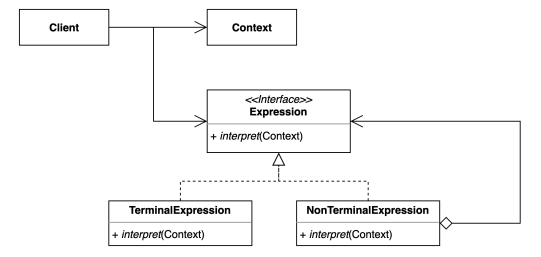 Client
Context
<<Interface>>
Expression
+ interpret(Context)
TerminalExpression
+ interpret(Context)
NonTerminalExpression
+ interpret(Context)